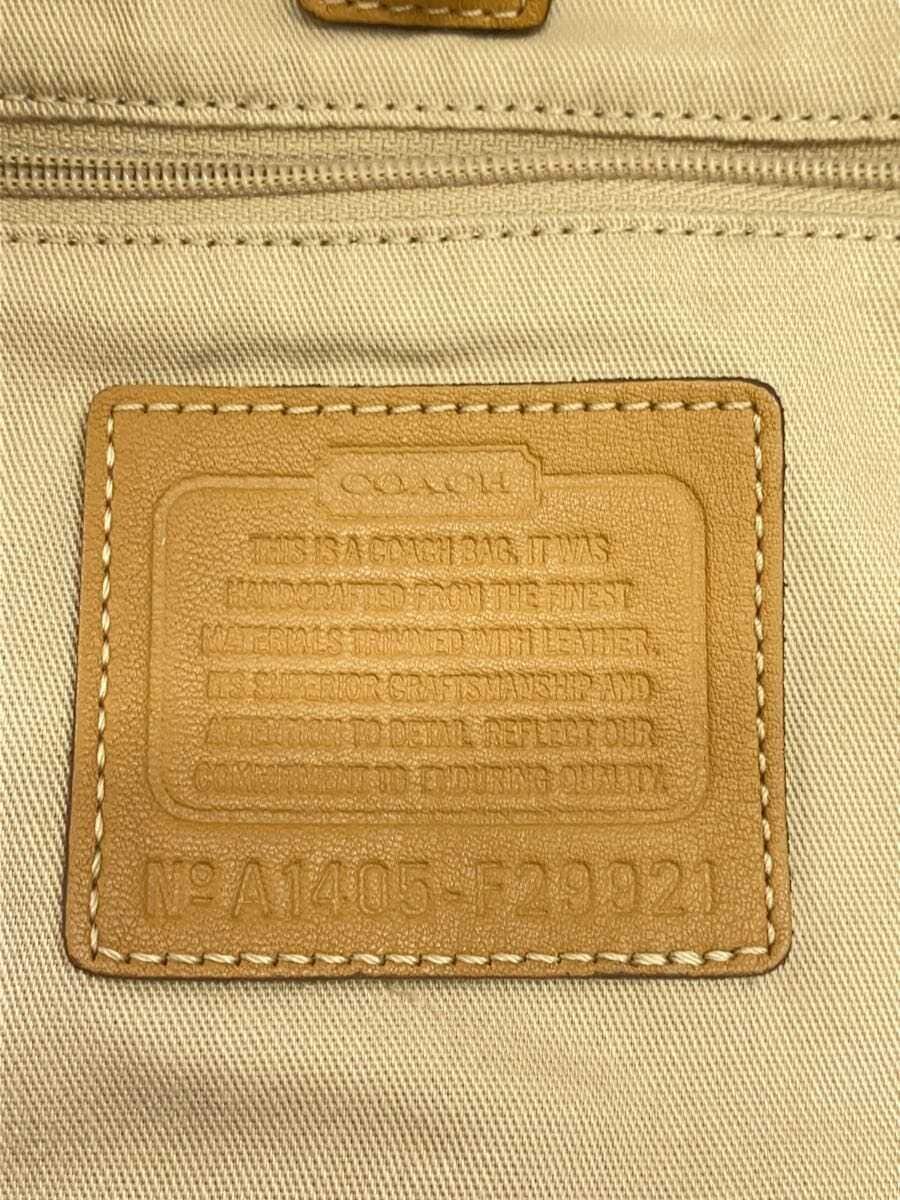 COACH
THIS IS A COACH BAG. IT WAS
HANDCRAFTED FROM THE FINEST
MATERIALS TRIMMED WITH LEATHER.
ITS SUPERIOR CRAFTSMANSHIP AND
ATTENTION TO DETAIL REFLECT OUR
COMMITMENT TO ENDURING QUALITY.
Nº A1405-F29921